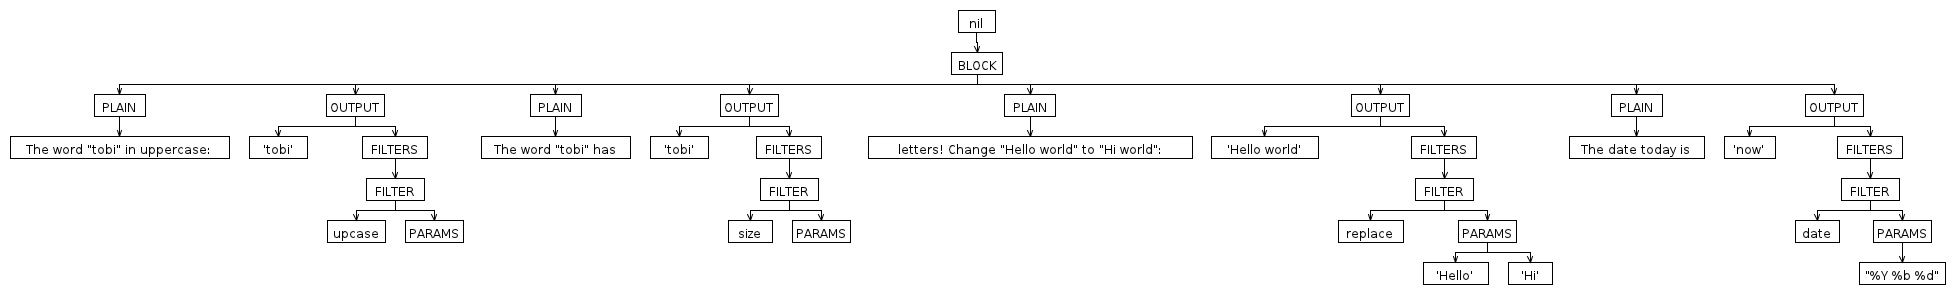 nil
BLOCK
PLAIN OUTPUT PLAIN OUTPUT PLAIN OUTPUT PLAIN OUTPUT
The word "tobi" in uppercase: 'tobi' FILTERS The word "tobi" has 'tobi' FILTERS letters! Change "Hello world" to "Hi world": 'Hello world' FILTERS The date today is 'now' FILTERS
FILTER FILTER FILTER FILTER
upcase PARAMS size PARAMS replace PARAMS date PARAMS
'Hello' 'Hi' "%Y %b %d"